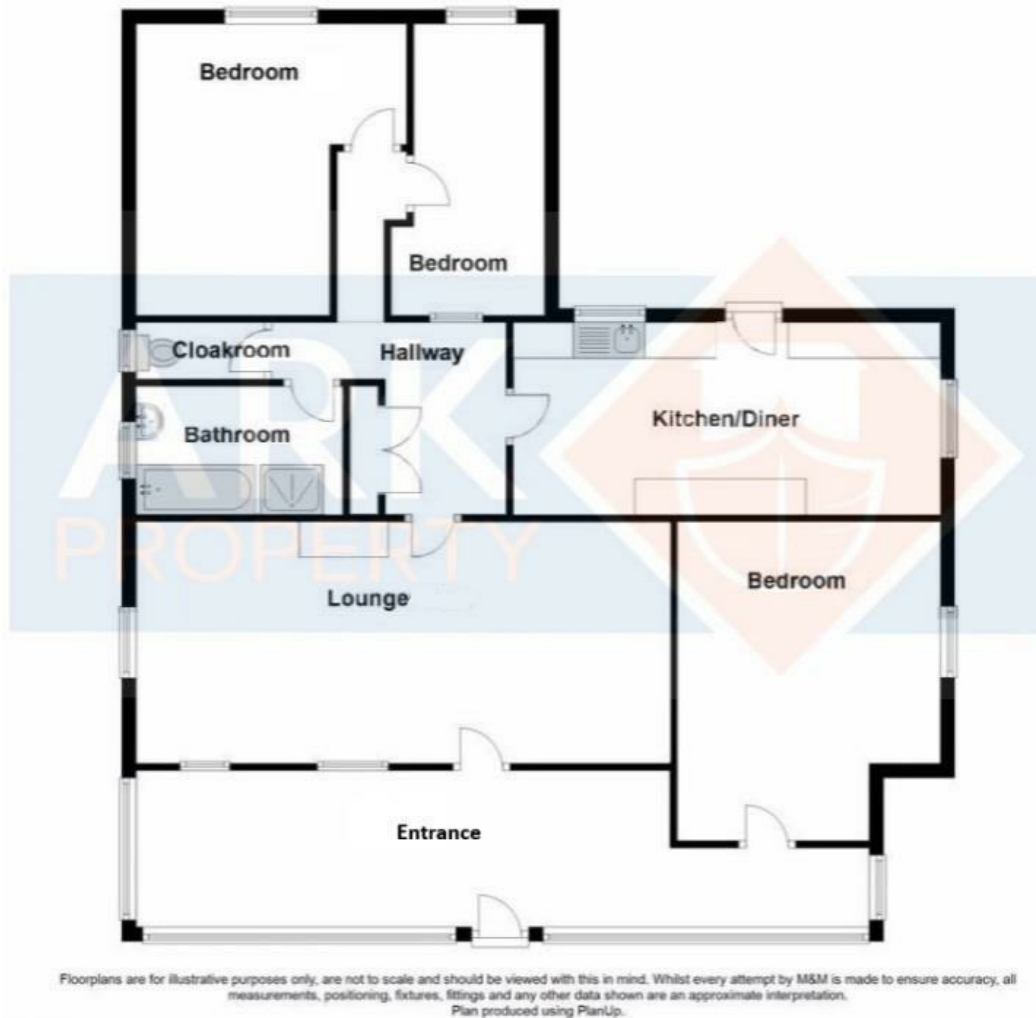 Bedroom
Bedroom
Cloakroom
Hallway
Kitchen/Diner
Bathroom
ARK
PROPERTY
Bedroom
Lounge
Entrance
Floorplans are for illustrative purposes only, are not to scale and should be viewed with this in mind. Whilst every attempt by M&M is made to ensure accuracy, all
measurements, positioning, fixtures, fittings and any other data shown are an approximate interpretation.
Plan produced using PlanUp.